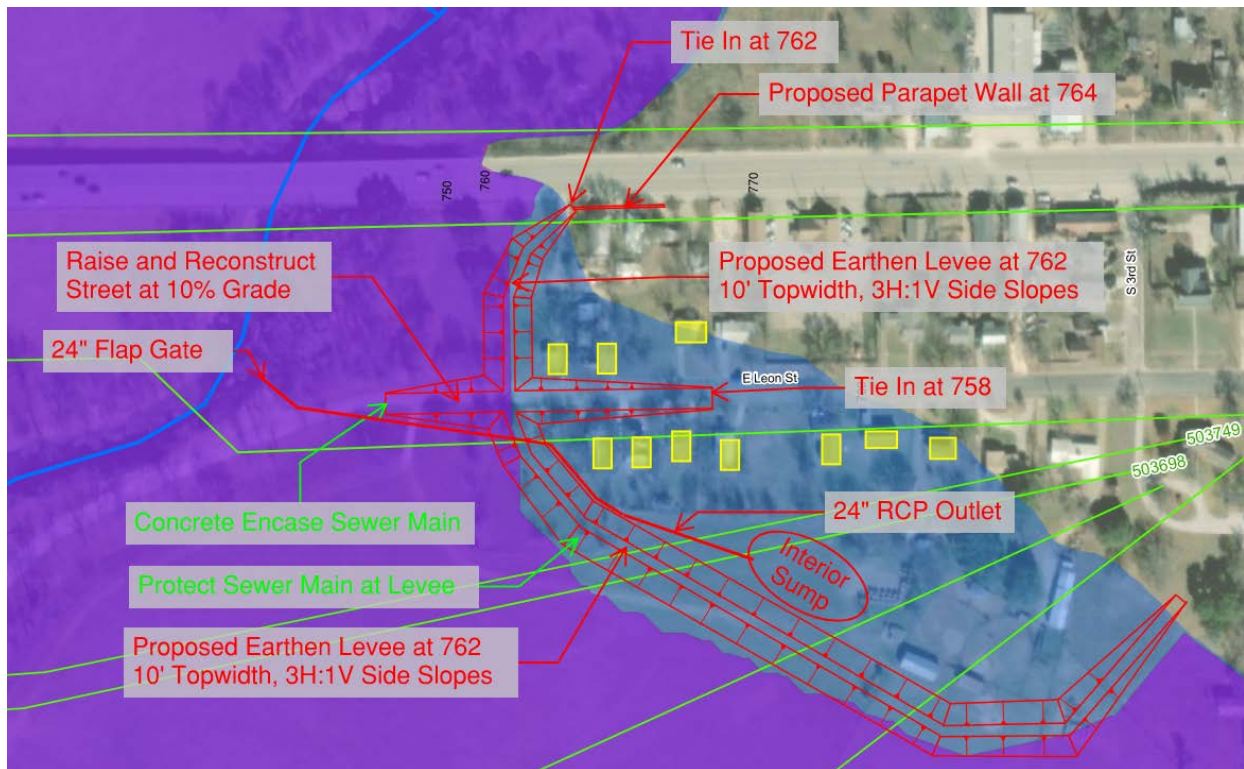 Tie In at 762
Proposed Parapet Wall at 764
750
760
770
Raise and Reconstruct
Street at 10% Grade
Proposed Earthen Levee at 762
10' Topwidth, 3H:1V Side Slopes
S 3rd St
24" Flap Gate
E Leon St
Tie In at 758
503749
503698
Concrete Encase Sewer Main
24" RCP Outlet
Interior
Sump
Protect Sewer Main at Levee
Proposed Earthen Levee at 762
10' Topwidth, 3H:1V Side Slopes